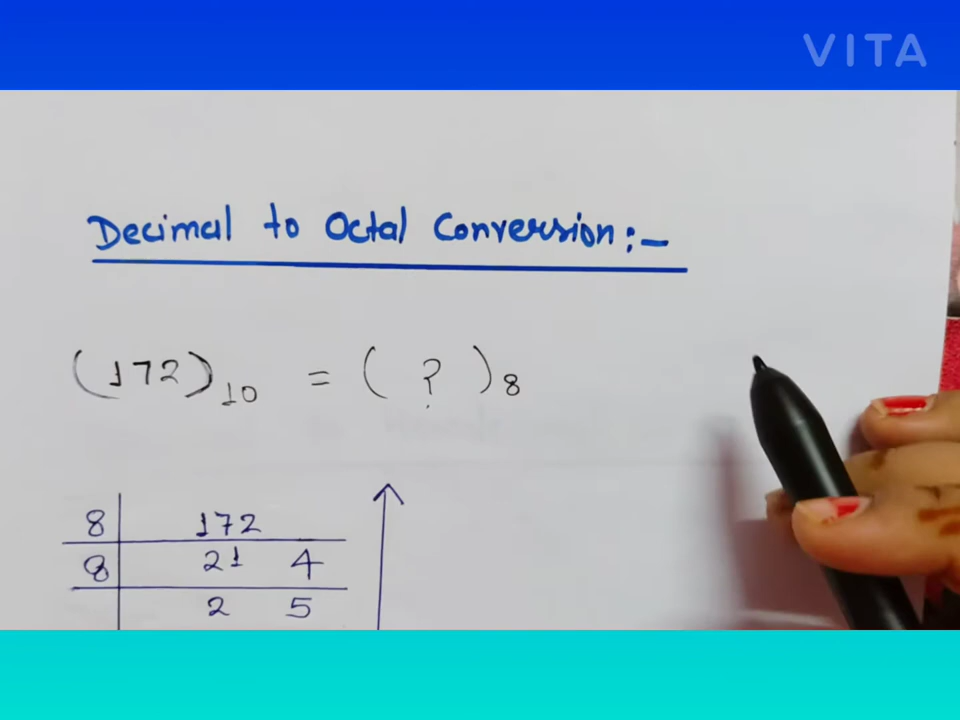 VITA
Decimal to Octal Conversion:-
(172)10 = ( ? )8
8 172
8 21 4
2 5